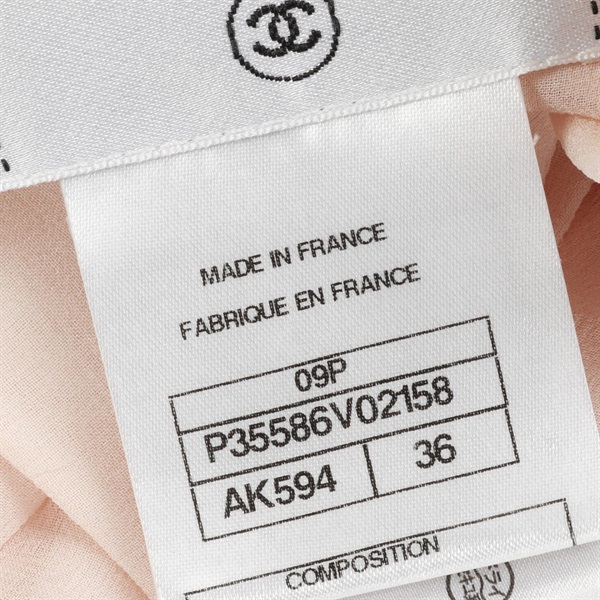 MADE IN FRANCE
FABRIQUE EN FRANCE
09P
P35586V02158
AK594 36
COMPOSITION